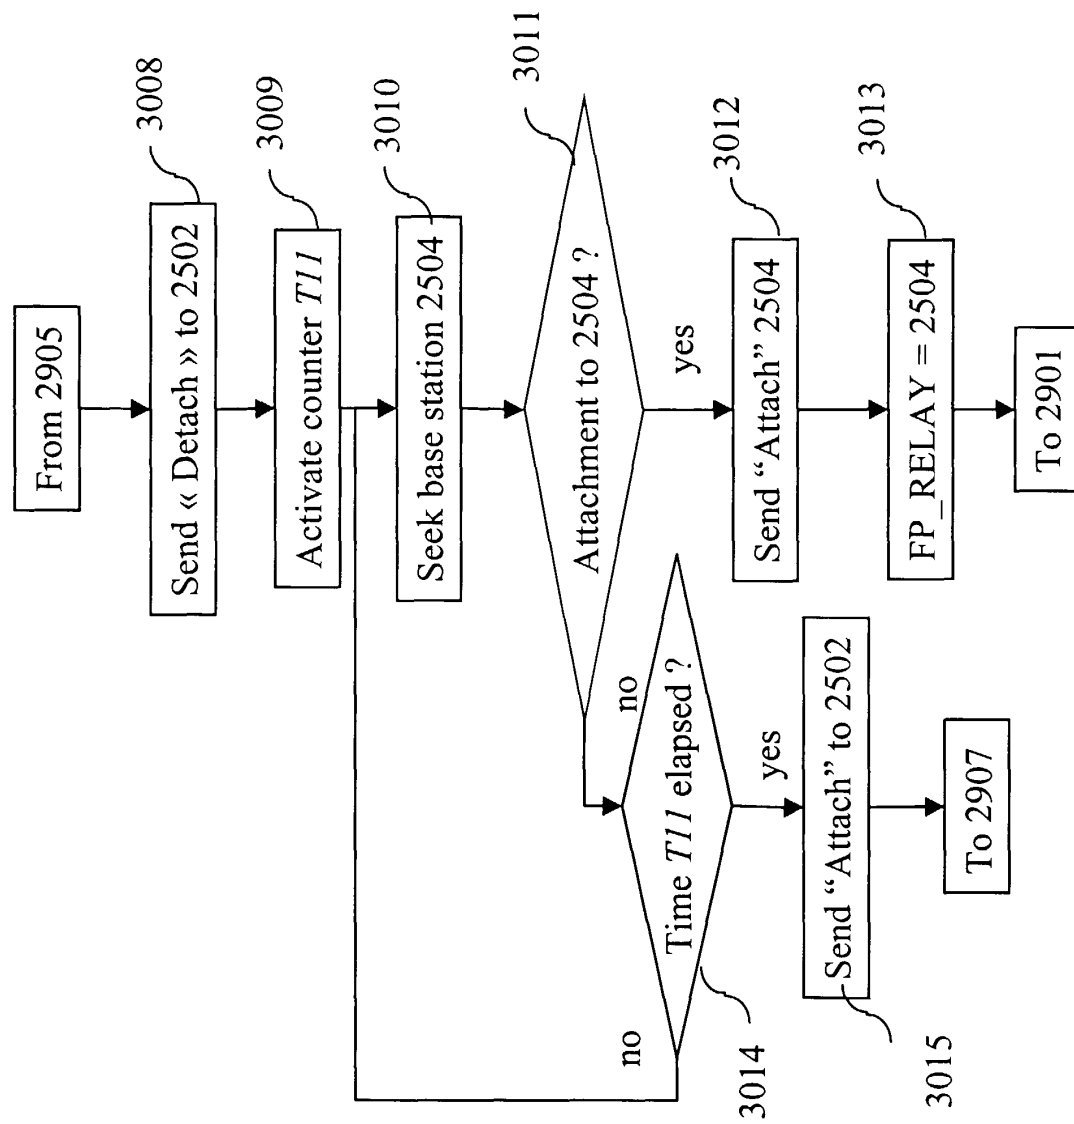 From 2905
Send « Detach » to 2502
3008
Activate counter T11
3009
Seek base station 2504
3010
Attachment to 2504 ?
3011
yes
no
Send “Attach” 2504
3012
FP_RELAY = 2504
3013
To 2901
Time T11 elapsed ?
3014
no
yes
Send “Attach” to 2502
3015
To 2907